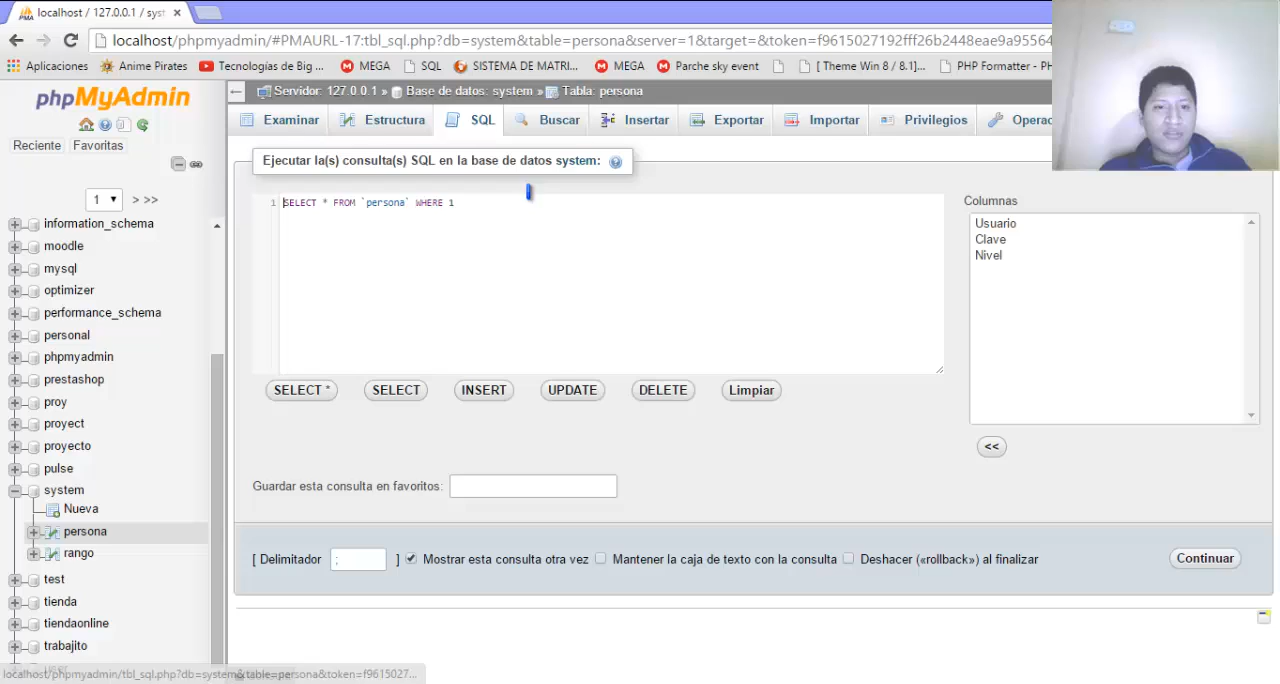 localhost / 127.0.0.1 / syst
localhost/phpmyadmin/#PMAURL-17:tbl_sql.php?db=system&table=persona&server=1&target=&token=f9615027192fff26b2448eae9a95564
Aplicaciones Anime Pirates Tecnologías de Big ... MEGA SQL SISTEMA DE MATRI... MEGA Parche sky event [ Theme Win 8 / 8.1]... PHP Formatter - PH
phpMyAdmin
Reciente Favoritas
1 > >>
information_schema
moodle
mysql
optimizer
performance_schema
personal
phpmyadmin
prestashop
proy
proyect
proyecto
pulse
system
Nueva
persona
rango
test
tienda
tiendaonline
trabajito
Servidor: 127.0.0.1 » Base de datos: system » Tabla: persona
Examinar Estructura SQL Buscar Insertar Exportar Importar Privilegios Operac
Ejecutar la(s) consulta(s) SQL en la base de datos system:
1 SELECT * FROM `persona` WHERE 1
Columnas
Usuario
Clave
Nivel
SELECT * SELECT INSERT UPDATE DELETE Limpiar
<<
Guardar esta consulta en favoritos:
[ Delimitador ; ] Mostrar esta consulta otra vez Mantener la caja de texto con la consulta Deshacer («rollback») al finalizar Continuar
localhost/phpmyadmin/tbl_sql.php?db=system&table=persona&token=f9615027...